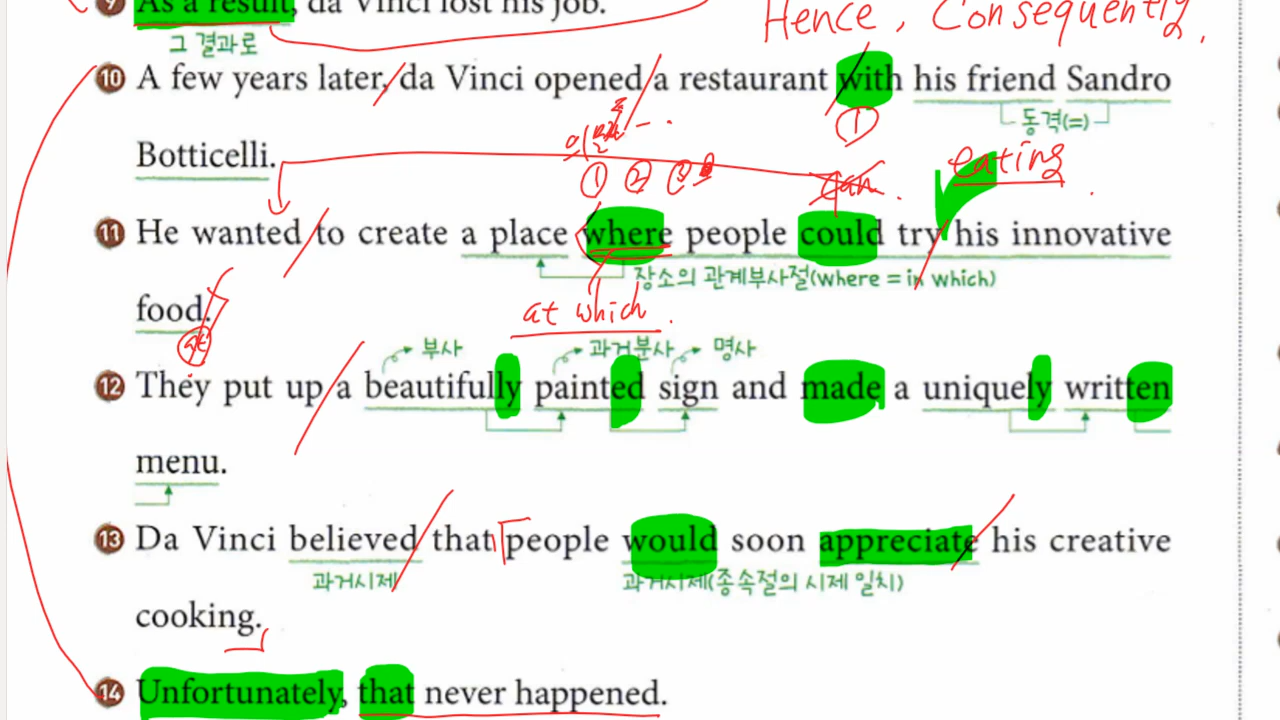 ⑨ As a result, da Vinci lost his job.
Hence, Consequently.
그 결과로
⑩ A few years later, da Vinci opened a restaurant with his friend Sandro
①
동격(=)
Botticelli.
eating
① ② ③
⑪ He wanted to create a place where people could try his innovative
장소의 관계부사절(where = in which)
food.
at which.
부사 과거분사 명사
⑫ They put up a beautifully painted sign and made a uniquely written
menu.
⑬ Da Vinci believed that people would soon appreciate his creative
과거시제 과거시제(종속절의 시제 일치)
cooking.
⑭ Unfortunately, that never happened.